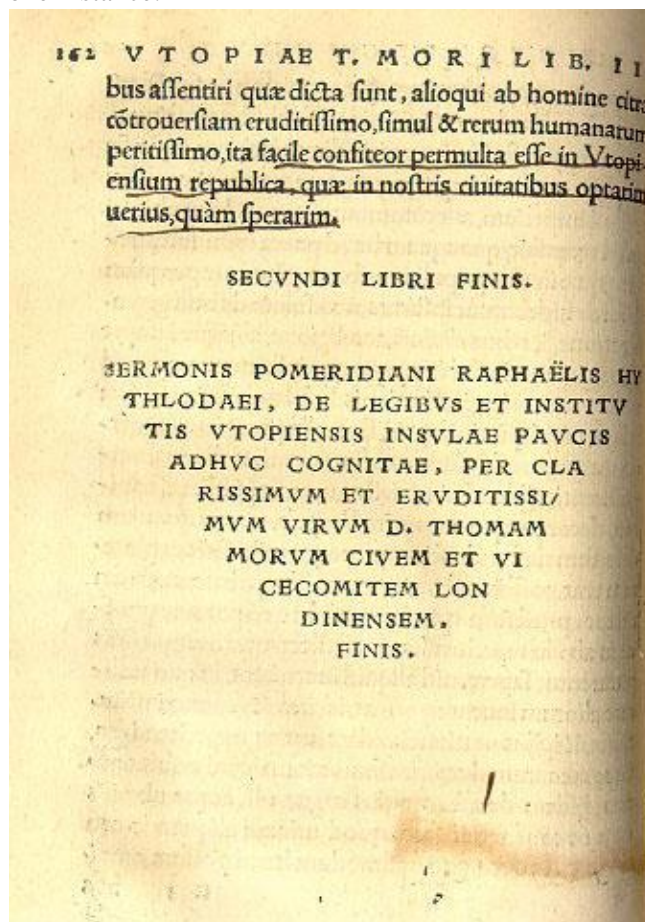 162 VTOPIAE T. MORI LIB. II
bus aſſentiri quæ dicta ſunt, alioqui ab homine citra
cōtrouerſiam eruditiſſimo, ſimul & rerum humanarum
peritiſſimo, ita facile confiteor permulta eſſe in Vtopi-
enſium republica, quæ in noſtris ciuitatibus optarim
uerius, quàm ſperarim.
SECVNDI LIBRI FINIS.
SERMONIS POMERIDIANI RAPHAËLIS HY
THLODAEI, DE LEGIBVS ET INSTITV
TIS VTOPIENSIS INSVLAE PAVCIS
ADHVC COGNITAE, PER CLA
RISSIMVM ET ERVDITISSI/
MVM VIRVM D. THOMAM
MORVM CIVEM ET VI
CECOMITEM LON
DINENSEM.
FINIS.